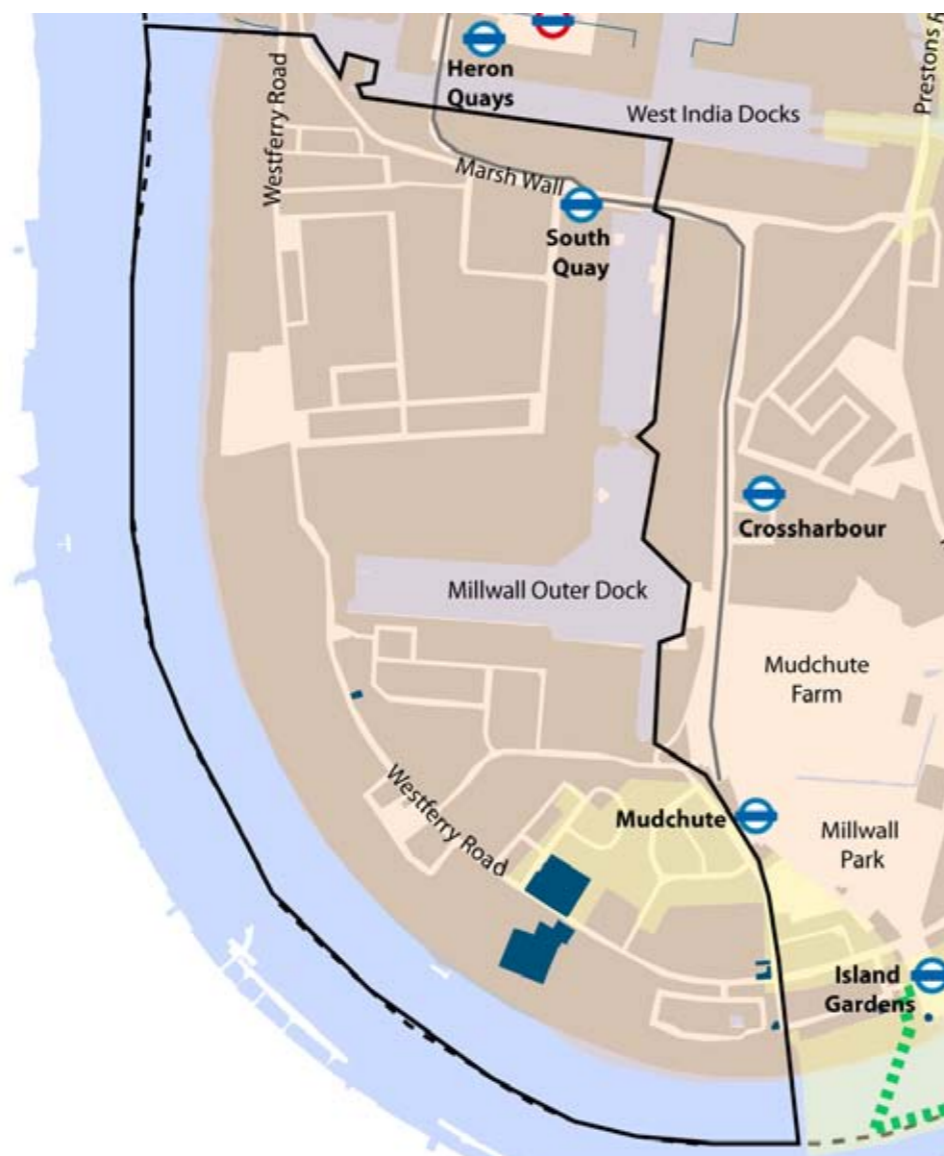 Westferry Road
Heron
Quays
West India Docks
Prestons
Marsh Wall
South
Quay
Crossharbour
Millwall Outer Dock
Mudchute
Farm
Westferry Road
Mudchute
Millwall
Park
Island
Gardens